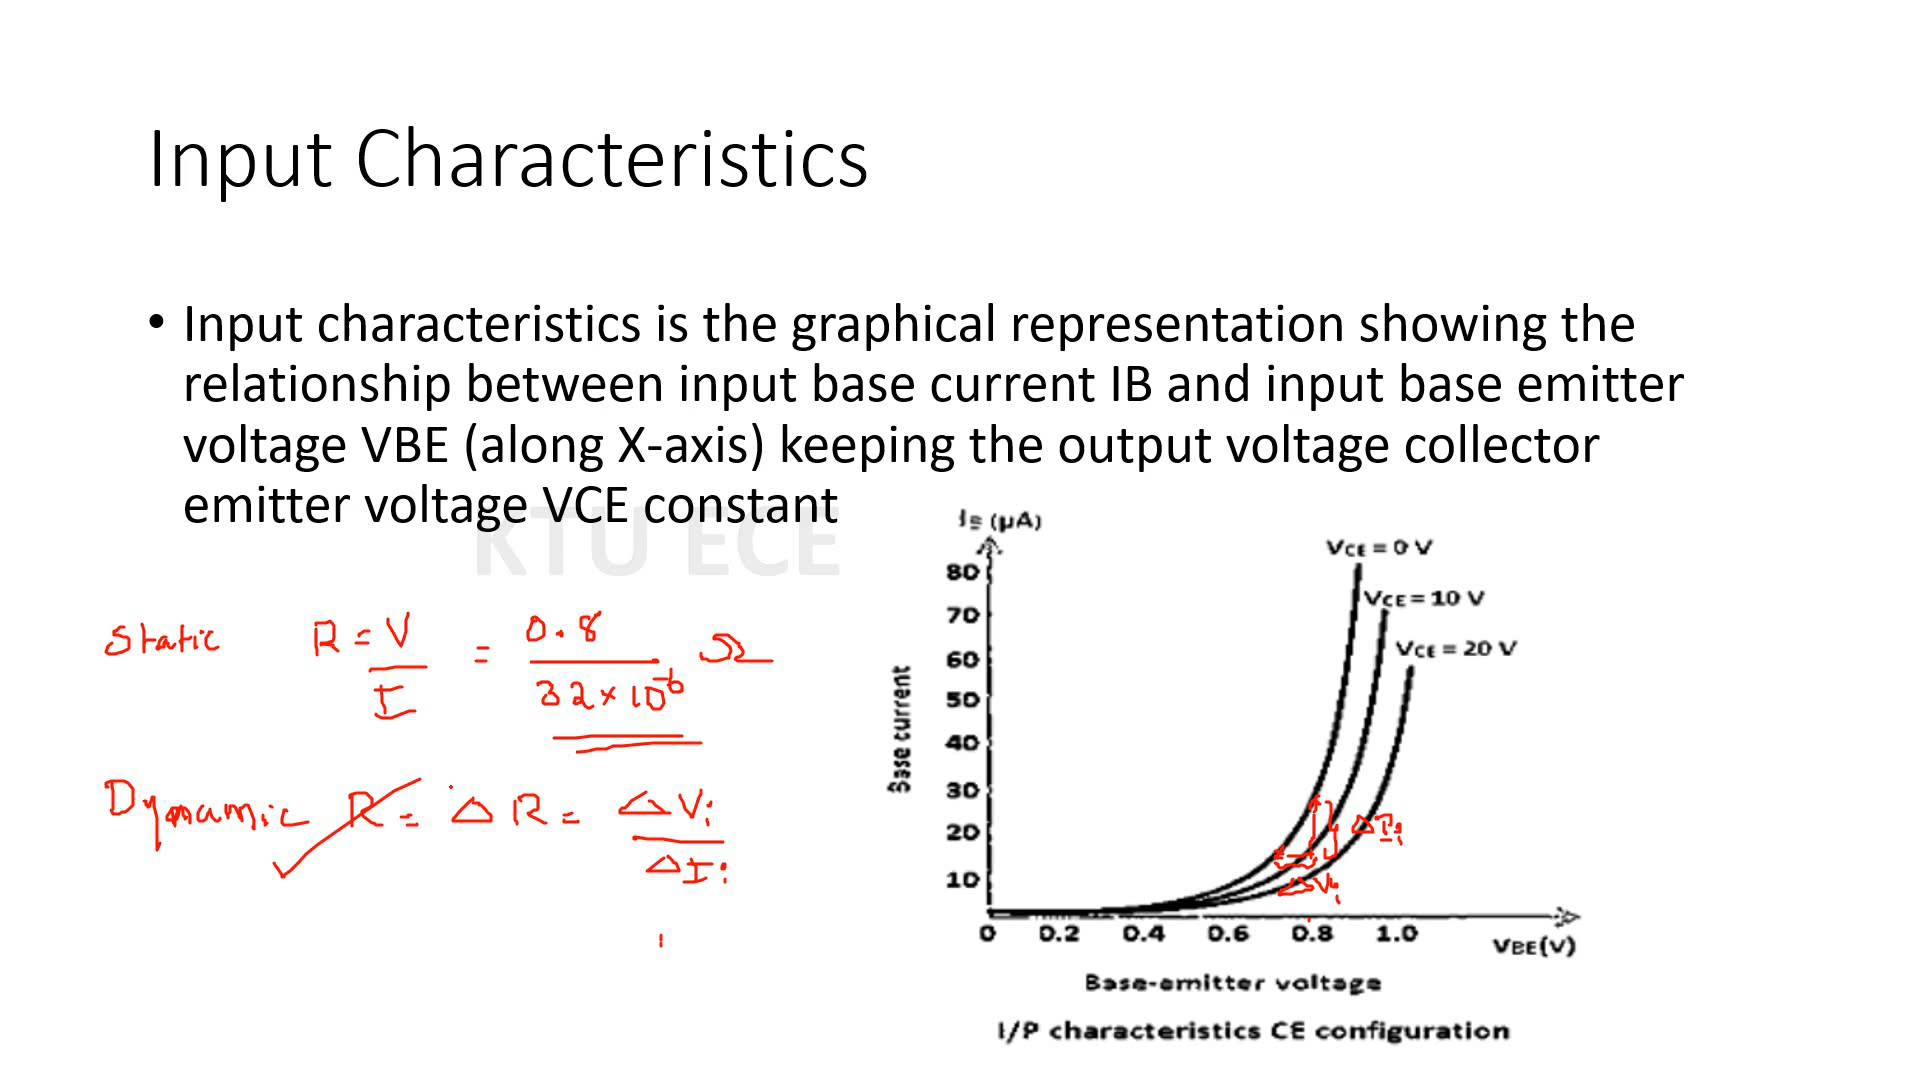 Input Characteristics
• Input characteristics is the graphical representation showing the
relationship between input base current IB and input base emitter
voltage VBE (along X-axis) keeping the output voltage collector
emitter voltage VCE constant
KTU ECE
Static R = V / I = 0.8 / 32 × 10^-6 Ω
Dynamic R = Δ R = ΔVi / ΔIi
IB (µA)
VCE = 0 V
80
VCE = 10 V
70
VCE = 20 V
60
50
40
30
20
10
Base current
ΔIi
ΔVi
0 0.2 0.4 0.6 0.8 1.0
VBE(V)
Base-emitter voltage
I/P characteristics CE configuration